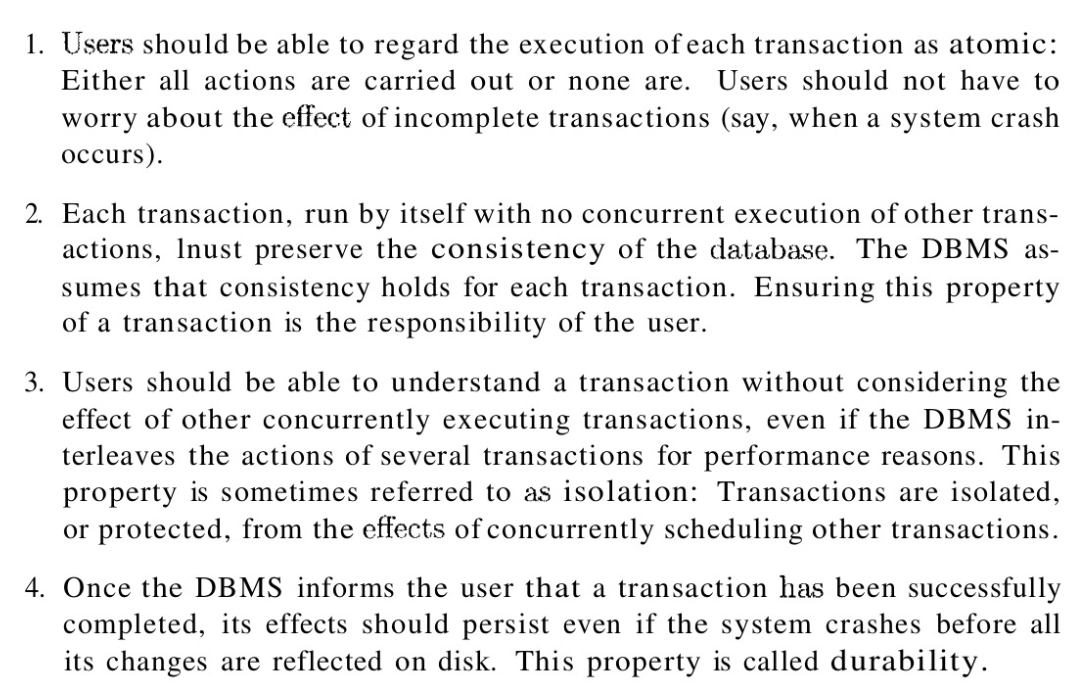 1. Users should be able to regard the execution of each transaction as atomic:
Either all actions are carried out or none are. Users should not have to
worry about the effect of incomplete transactions (say, when a system crash
occurs).
2. Each transaction, run by itself with no concurrent execution of other trans-
actions, lnust preserve the consistency of the database. The DBMS as-
sumes that consistency holds for each transaction. Ensuring this property
of a transaction is the responsibility of the user.
3. Users should be able to understand a transaction without considering the
effect of other concurrently executing transactions, even if the DBMS in-
terleaves the actions of several transactions for performance reasons. This
property is sometimes referred to as isolation: Transactions are isolated,
or protected, from the effects of concurrently scheduling other transactions.
4. Once the DBMS informs the user that a transaction has been successfully
completed, its effects should persist even if the system crashes before all
its changes are reflected on disk. This property is called durability.